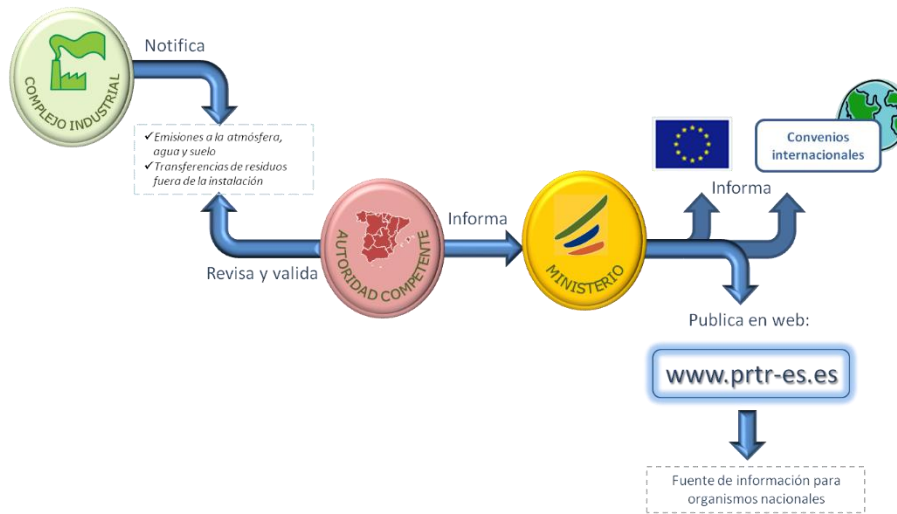 Notifica
COMPLEJO INDUSTRIAL
✓Emisiones a la atmósfera,
agua y suelo
✓Transferencias de residuos
fuera de la instalación
Revisa y valida
AUTORIDAD COMPETENTE
Informa
MINISTERIO
Convenios
internacionales
Informa
Publica en web:
www.prtr-es.es
Fuente de información para
organismos nacionales